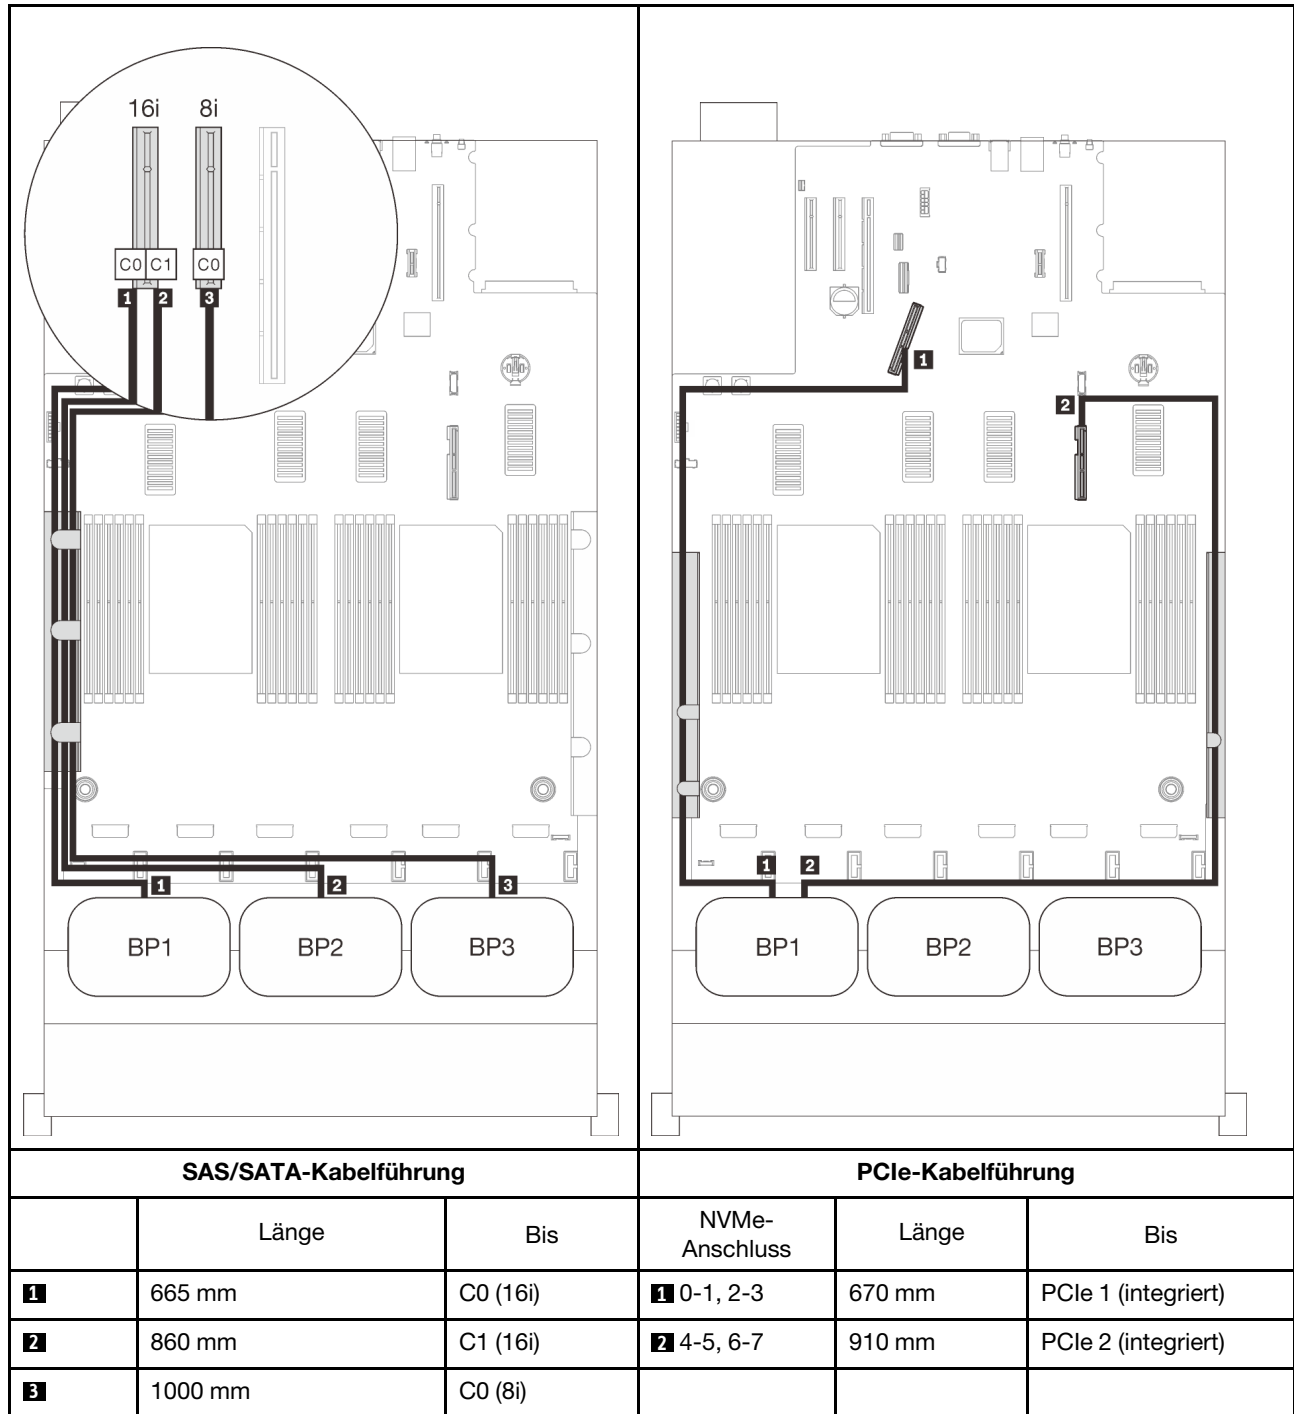 16i 8i
C0 C1 C0
1 2 3
1
2
1 2 3
1 2
BP1 BP2 BP3
BP1 BP2 BP3
SAS/SATA-Kabelführung
PCIe-Kabelführung
Länge Bis NVMe-Anschluss Länge Bis
1 665 mm C0 (16i) 1 0-1, 2-3 670 mm PCIe 1 (integriert)
2 860 mm C1 (16i) 2 4-5, 6-7 910 mm PCIe 2 (integriert)
3 1000 mm C0 (8i)